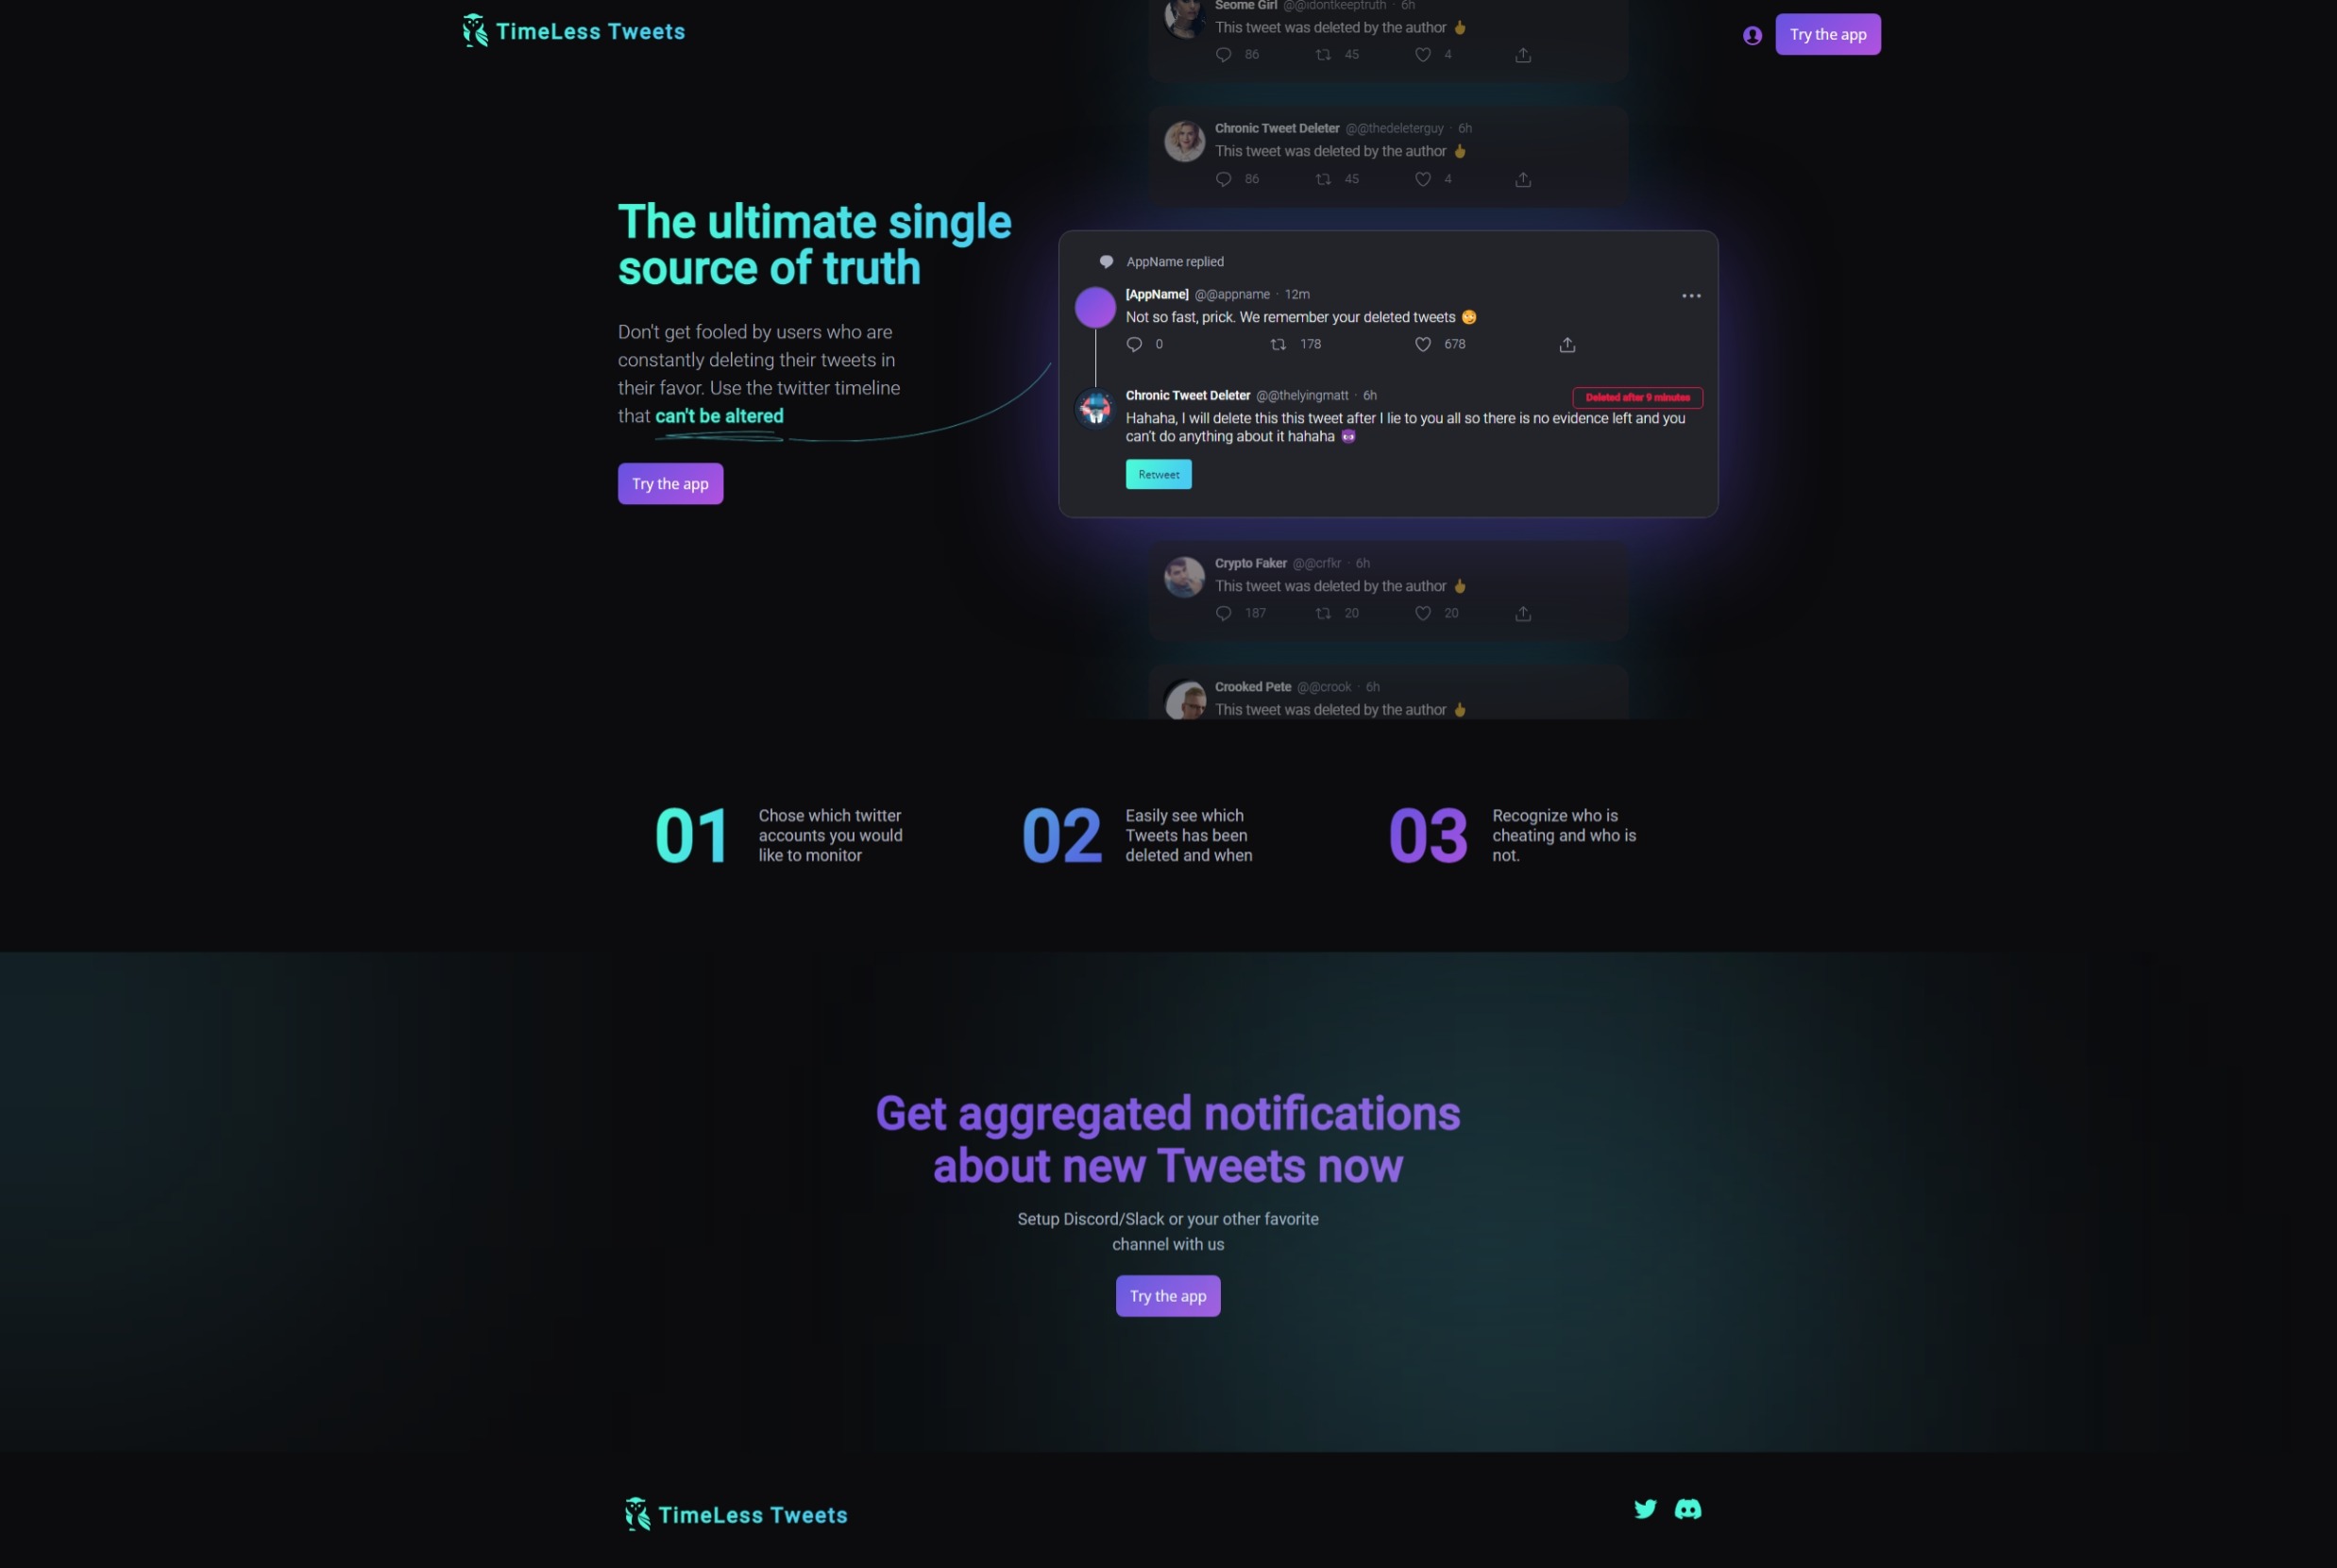 TimeLess Tweets
Try the app
Seome Girl @@idontkeeptruth · 6h
This tweet was deleted by the author 🖕
86 45 4
Chronic Tweet Deleter @@thedeleterguy · 6h
This tweet was deleted by the author 🖕
86 45 4
The ultimate single
source of truth
Don't get fooled by users who are
constantly deleting their tweets in
their favor. Use the twitter timeline
that can't be altered
Try the app
AppName replied
[AppName] @@appname · 12m
Not so fast, prick. We remember your deleted tweets 😏
0 178 678
Chronic Tweet Deleter @@thelyingmatt · 6h
Deleted after 9 minutes
Hahaha, I will delete this this tweet after I lie to you all so there is no evidence left and you
can't do anything about it hahaha 😈
Retweet
Crypto Faker @@crfkr · 6h
This tweet was deleted by the author 🖕
187 20 20
Crooked Pete @@crook · 6h
This tweet was deleted by the author 🖕
01
Chose which twitter
accounts you would
like to monitor
02
Easily see which
Tweets has been
deleted and when
03
Recognize who is
cheating and who is
not.
Get aggregated notifications
about new Tweets now
Setup Discord/Slack or your other favorite
channel with us
Try the app
TimeLess Tweets